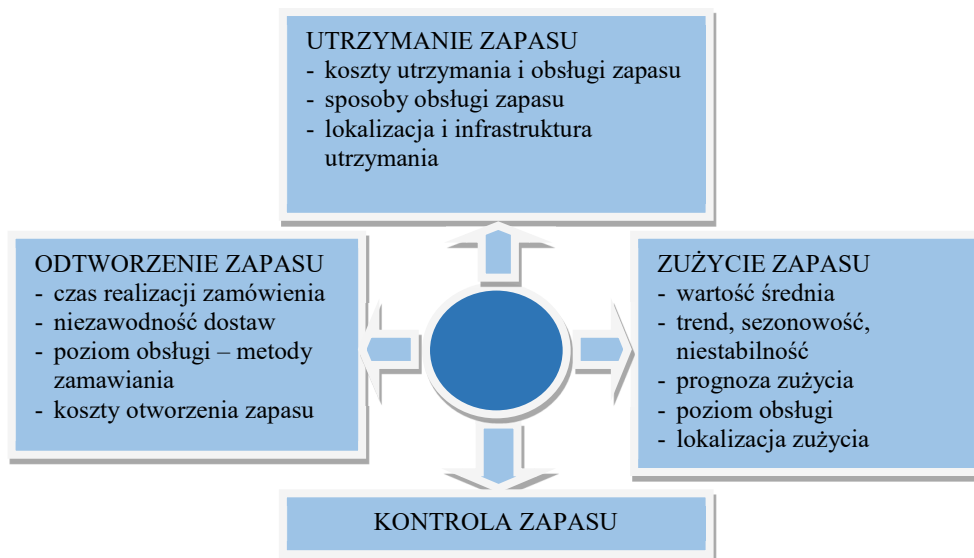 UTRZYMANIE ZAPASU
- koszty utrzymania i obsługi zapasu
- sposoby obsługi zapasu
- lokalizacja i infrastruktura
utrzymania
ODTWORZENIE ZAPASU
- czas realizacji zamówienia
- niezawodność dostaw
- poziom obsługi – metody
zamawiania
- koszty otworzenia zapasu
ZUŻYCIE ZAPASU
- wartość średnia
- trend, sezonowość,
niestabilność
- prognoza zużycia
- poziom obsługi
- lokalizacja zużycia
KONTROLA ZAPASU